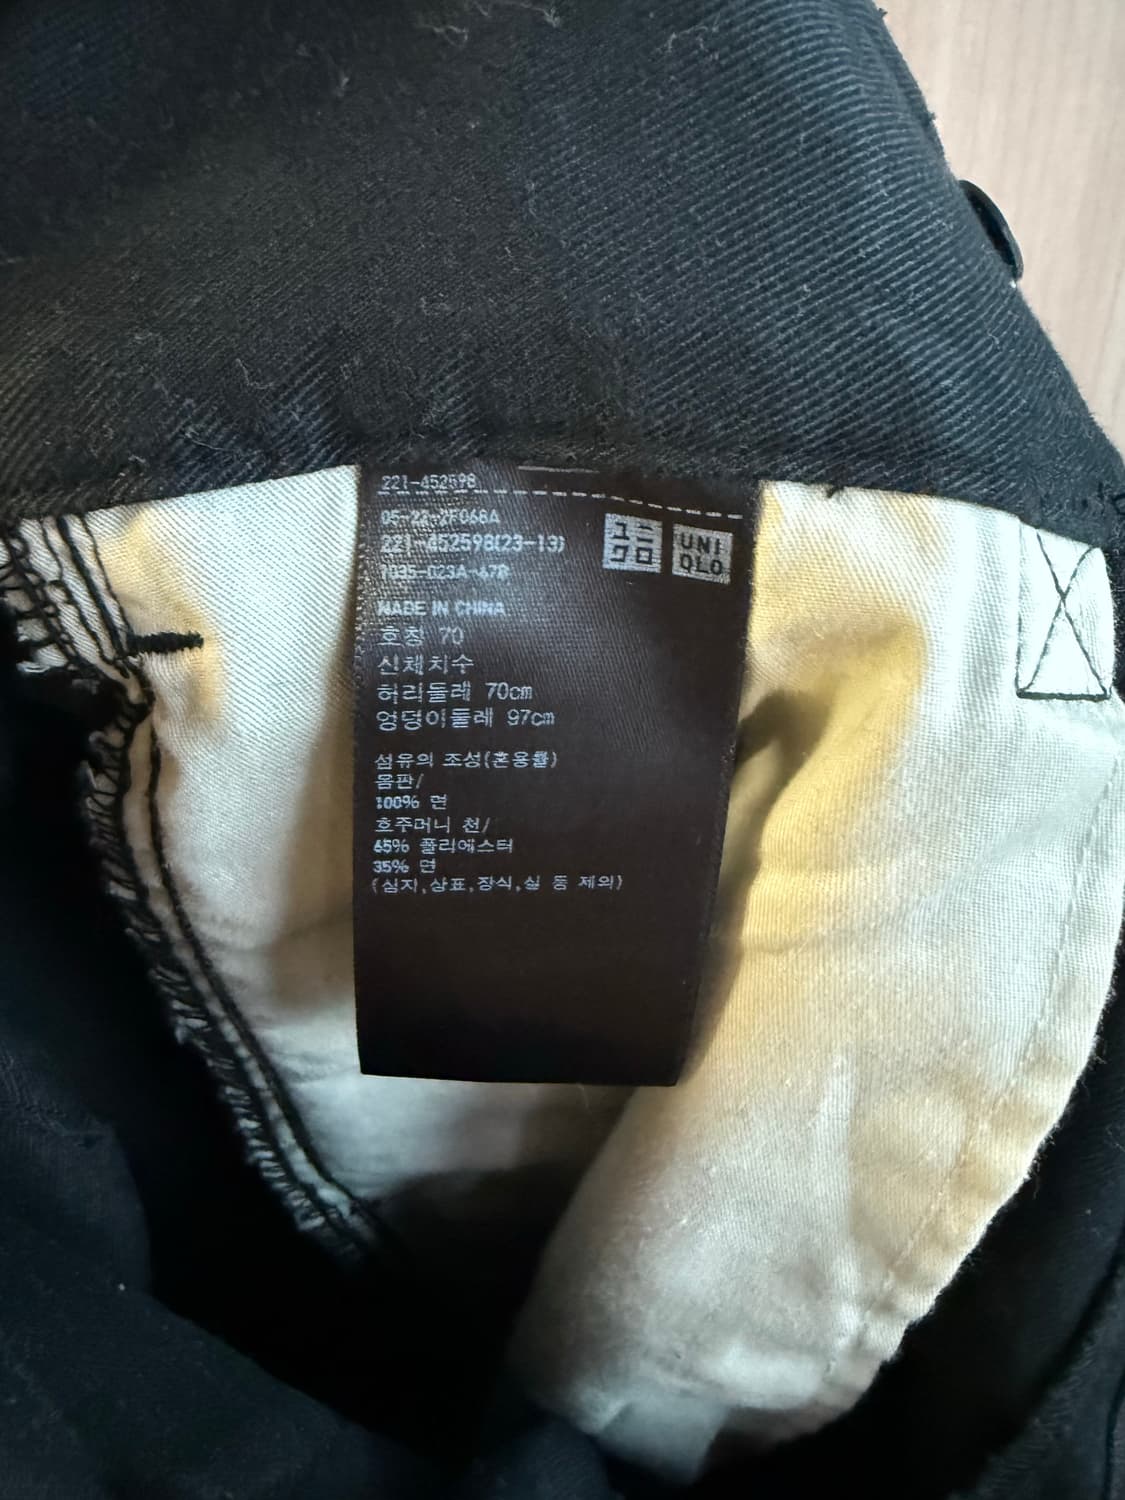 221-452598
05-22-2F068A
221-452598(23-13)
1035-023A-47B
ユニ
クロ
UNI
QLO
MADE IN CHINA
호칭 70
신체치수
허리둘레 70cm
엉덩이둘레 97cm
섬유의 조성(혼용률)
몸판/
100% 면
호주머니 천/
65% 폴리에스터
35% 면
(심지,상표,장식,실 등 제외)